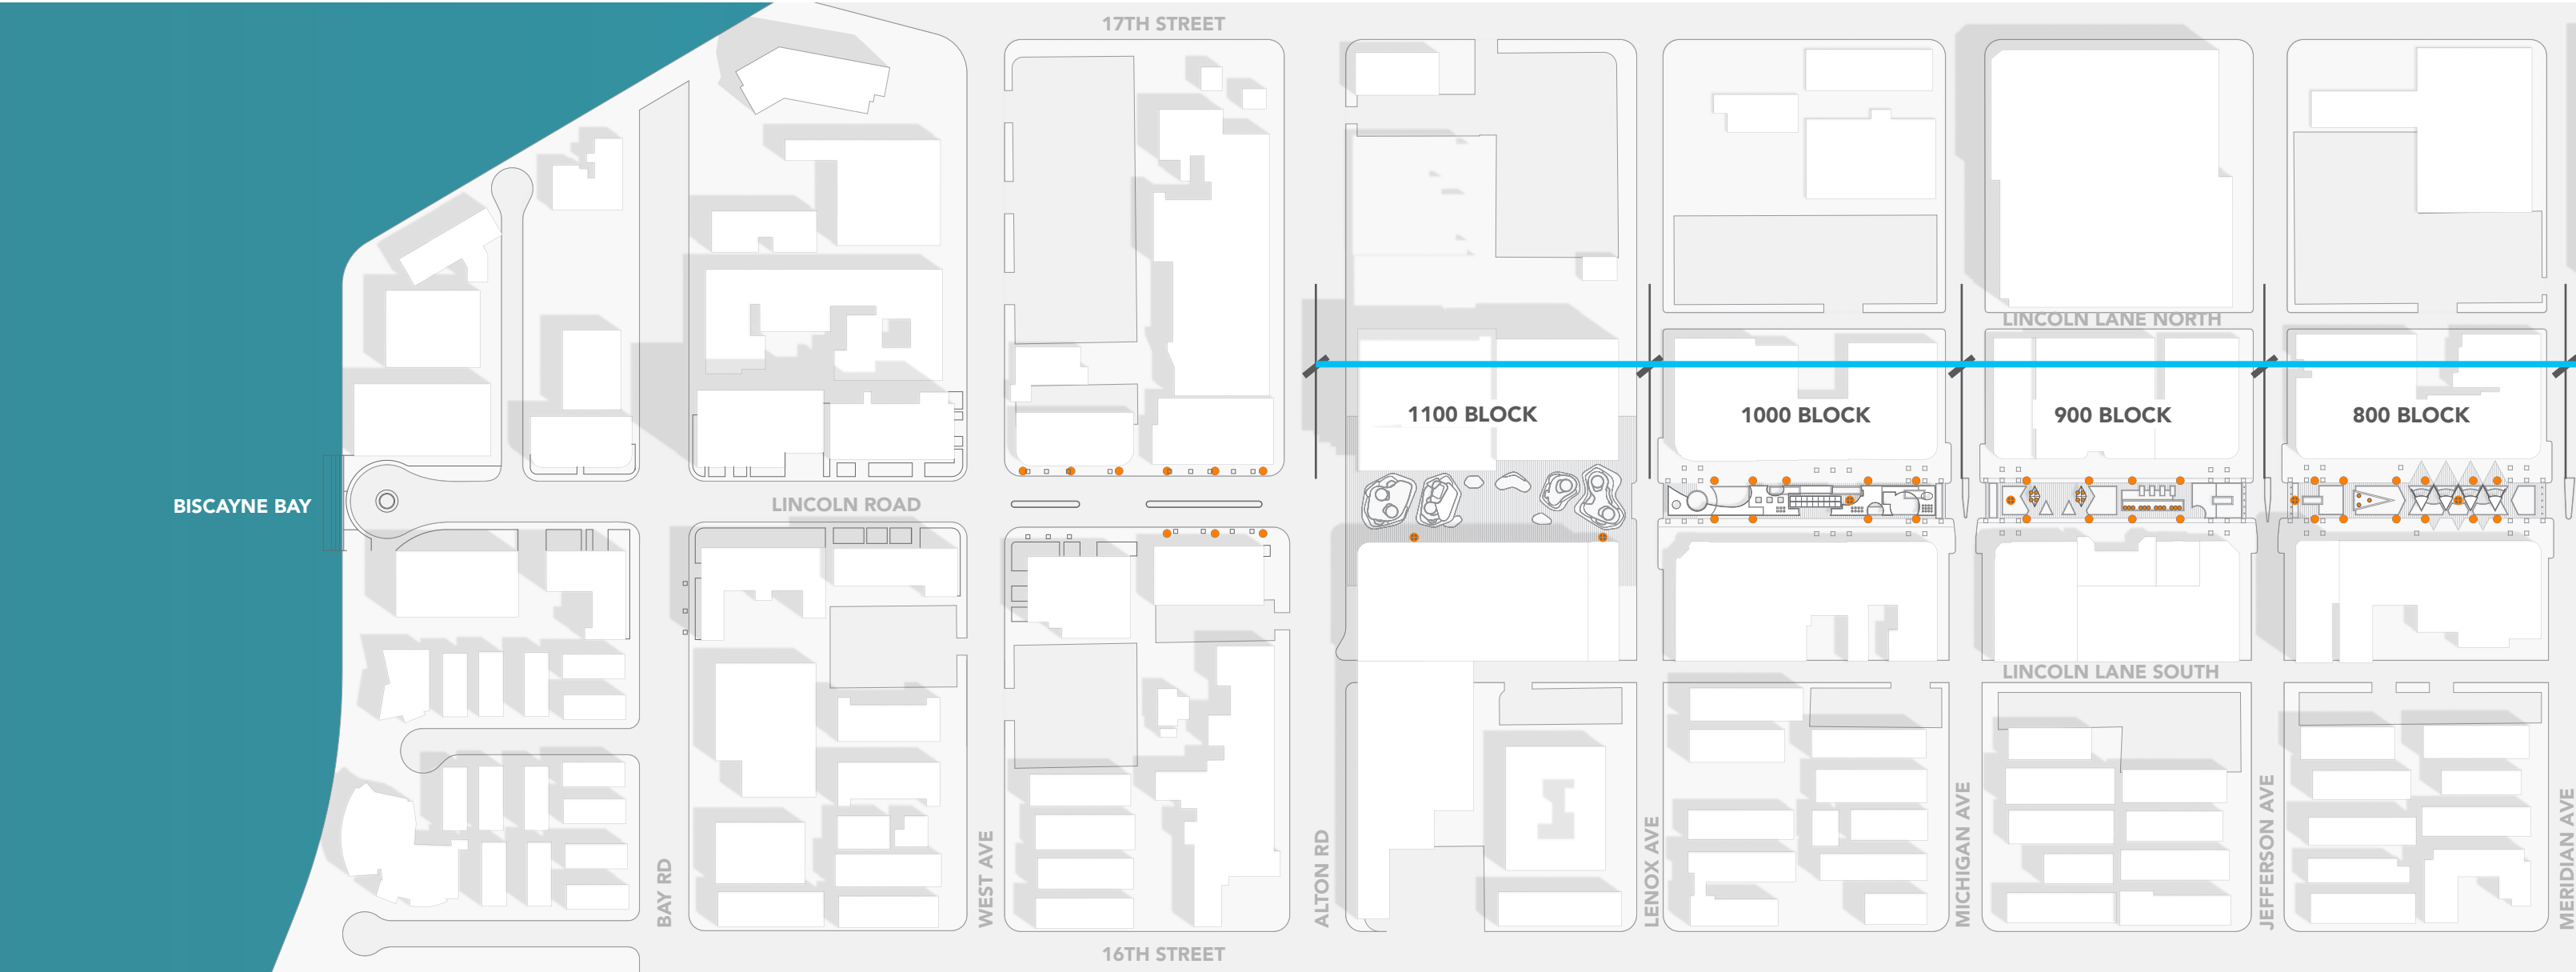 17TH STREET
LINCOLN LANE NORTH
1100 BLOCK
1000 BLOCK
900 BLOCK
800 BLOCK
BISCAYNE BAY
LINCOLN ROAD
LINCOLN LANE SOUTH
BAY RD
WEST AVE
ALTON RD
LENOX AVE
MICHIGAN AVE
JEFFERSON AVE
MERIDIAN AVE
16TH STREET